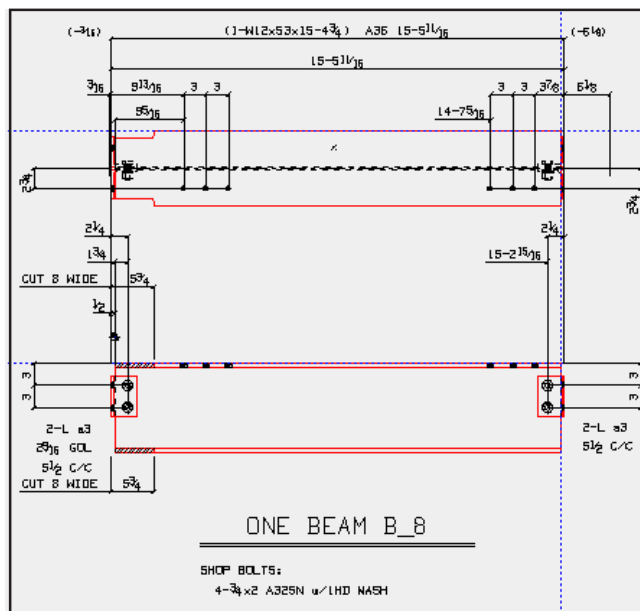 (-3/16) (1-W12x53x15-4 3/4) A36 15-5 11/16 (-6 1/8)
15-5 11/16
3/16 9 13/16 3 3 3 3 3 7/8 6 1/8
9 5/16 14-7 5/16
2 3/4 2 3/4
2 1/4 2 1/4
1 3/4 15-2 15/16
CUT 8 WIDE 5 3/4
1/2
3 3
3 3
2-L a3 2-L a3
GOL 5 1/2 C/C
5 1/2 C/C
CUT 8 WIDE 5 3/4
ONE BEAM B_8
SHOP BOLTS:
4-3/4x2 A325N w/1HD WASH